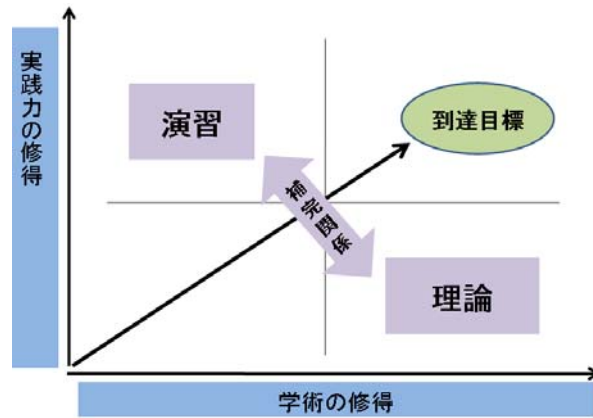 実践力の修得
演習
到達目標
補完関係
理論
学術の修得